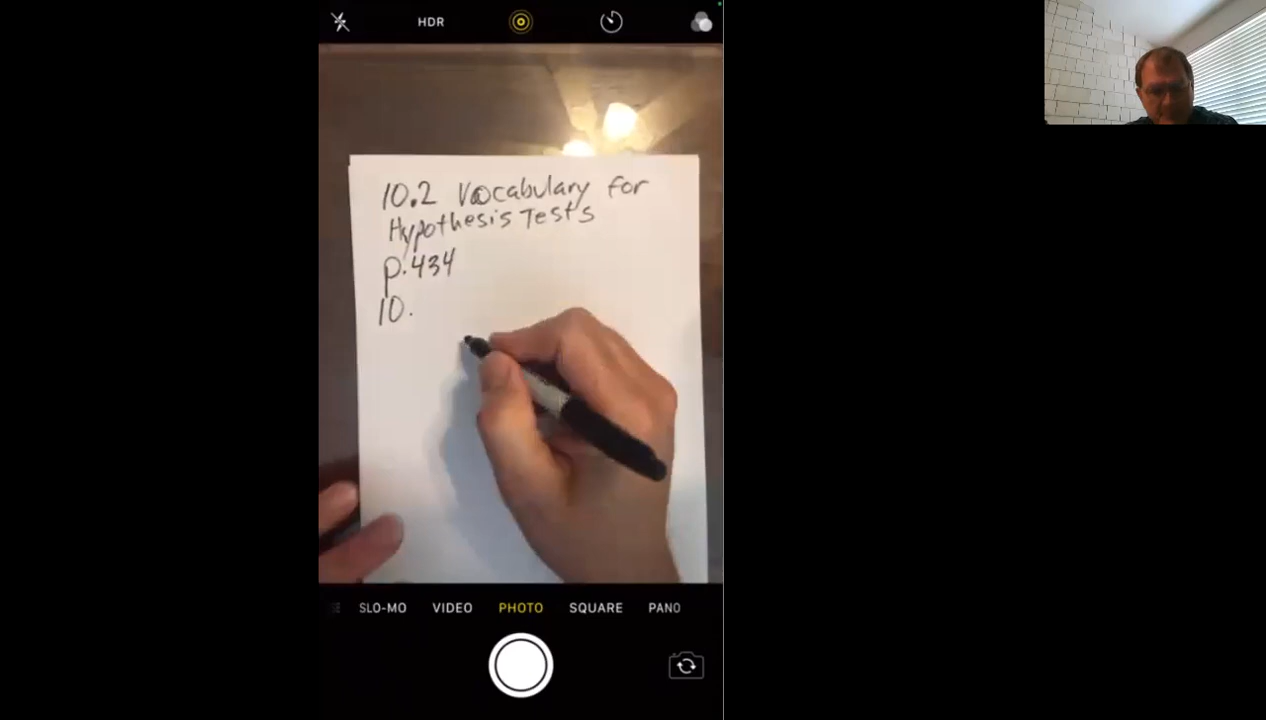 HDR
10.2 Vocabulary for
Hypothesis Tests
p.434
10.
SLO-MO VIDEO PHOTO SQUARE PANO